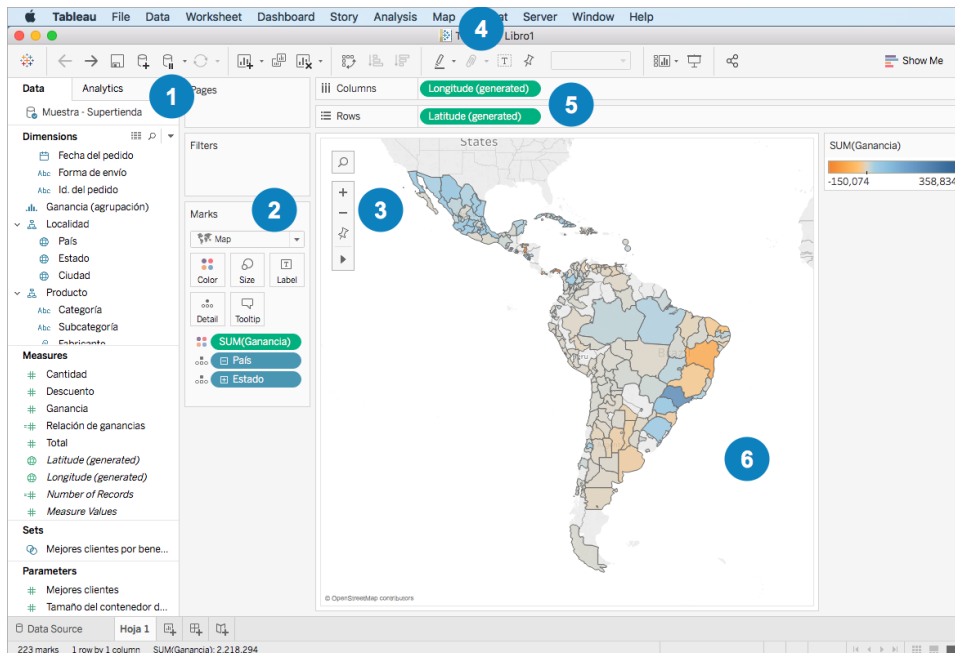 Tableau File Data Worksheet Dashboard Story Analysis Map Server Window Help
4
Libro1
Show Me
Data Analytics
1
Muestra - Supertienda
Dimensions
Fecha del pedido
Abc Forma de envío
Abc Id. del pedido
Ganancia (agrupación)
Localidad
País
Estado
Ciudad
Producto
Abc Categoría
Abc Subcategoría
Fabricante
Measures
# Cantidad
# Descuento
# Ganancia
=# Relación de ganancias
# Total
Latitude (generated)
Longitude (generated)
=# Number of Records
# Measure Values
Sets
Mejores clientes por bene...
Parameters
# Mejores clientes
# Tamaño del contenedor d...
Pages
Filters
Marks
2
Map
Color Size Label
Detail Tooltip
SUM(Ganancia)
País
Estado
Columns Longitude (generated)
Rows Latitude (generated)
5
States
3
6
© OpenStreetMap contributors
SUM(Ganancia)
-150,074 358,834
Data Source Hoja 1
223 marks 1 row by 1 column SUM(Ganancia): 2,218,294